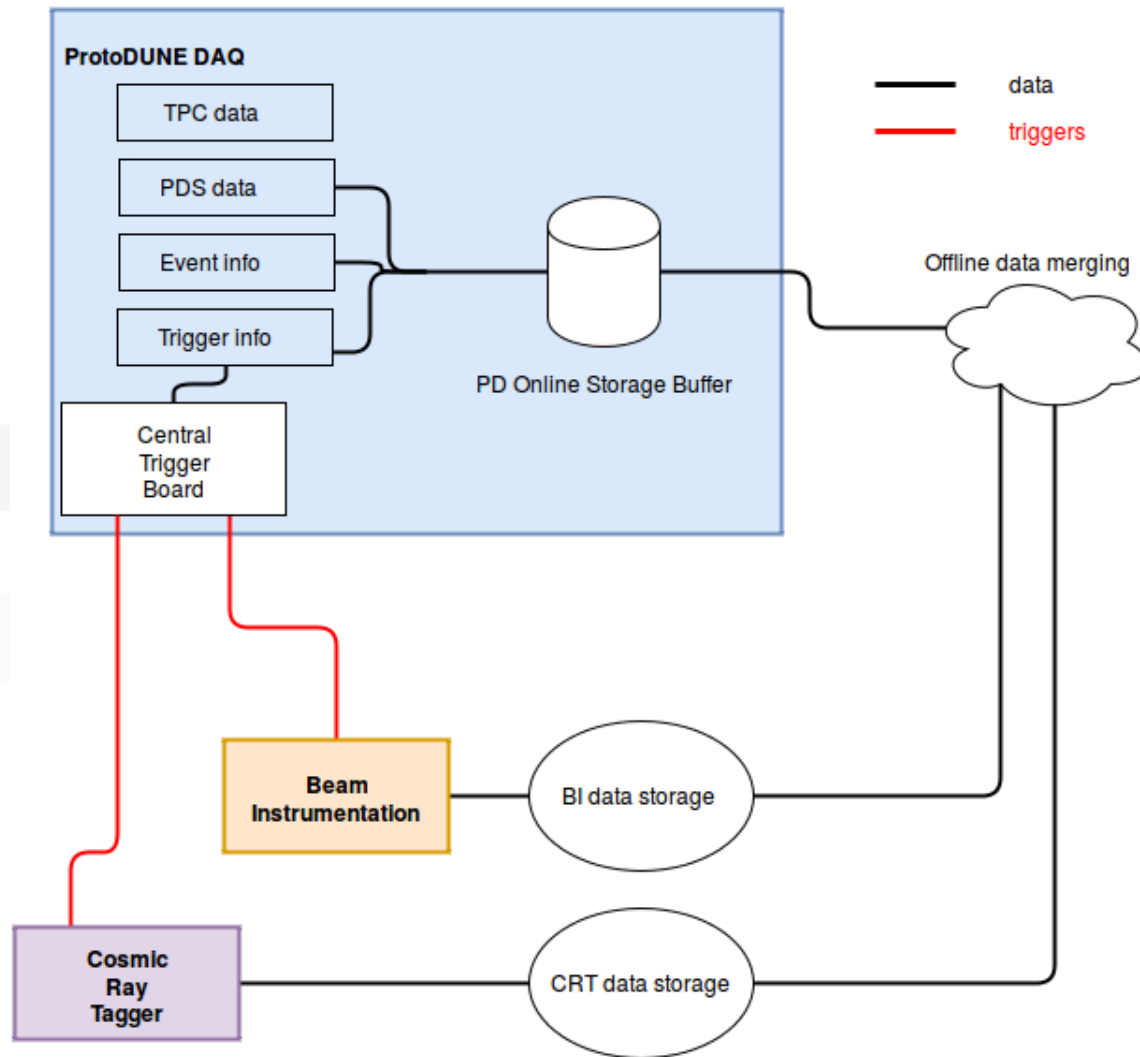 ProtoDUNE DAQ
TPC data
PDS data
Event info
Trigger info
Central
Trigger
Board
PD Online Storage Buffer
data
triggers
Offline data merging
Beam
Instrumentation
BI data storage
Cosmic
Ray
Tagger
CRT data storage